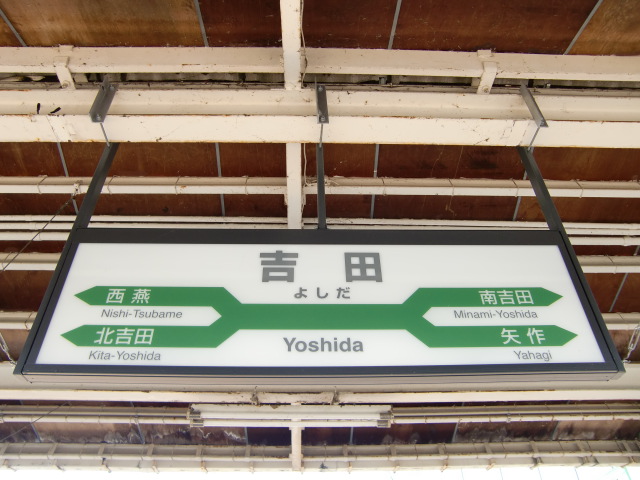 吉田
よしだ
西燕
Nishi-Tsubame
南吉田
Minami-Yoshida
北吉田
Kita-Yoshida
矢作
Yahagi
Yoshida